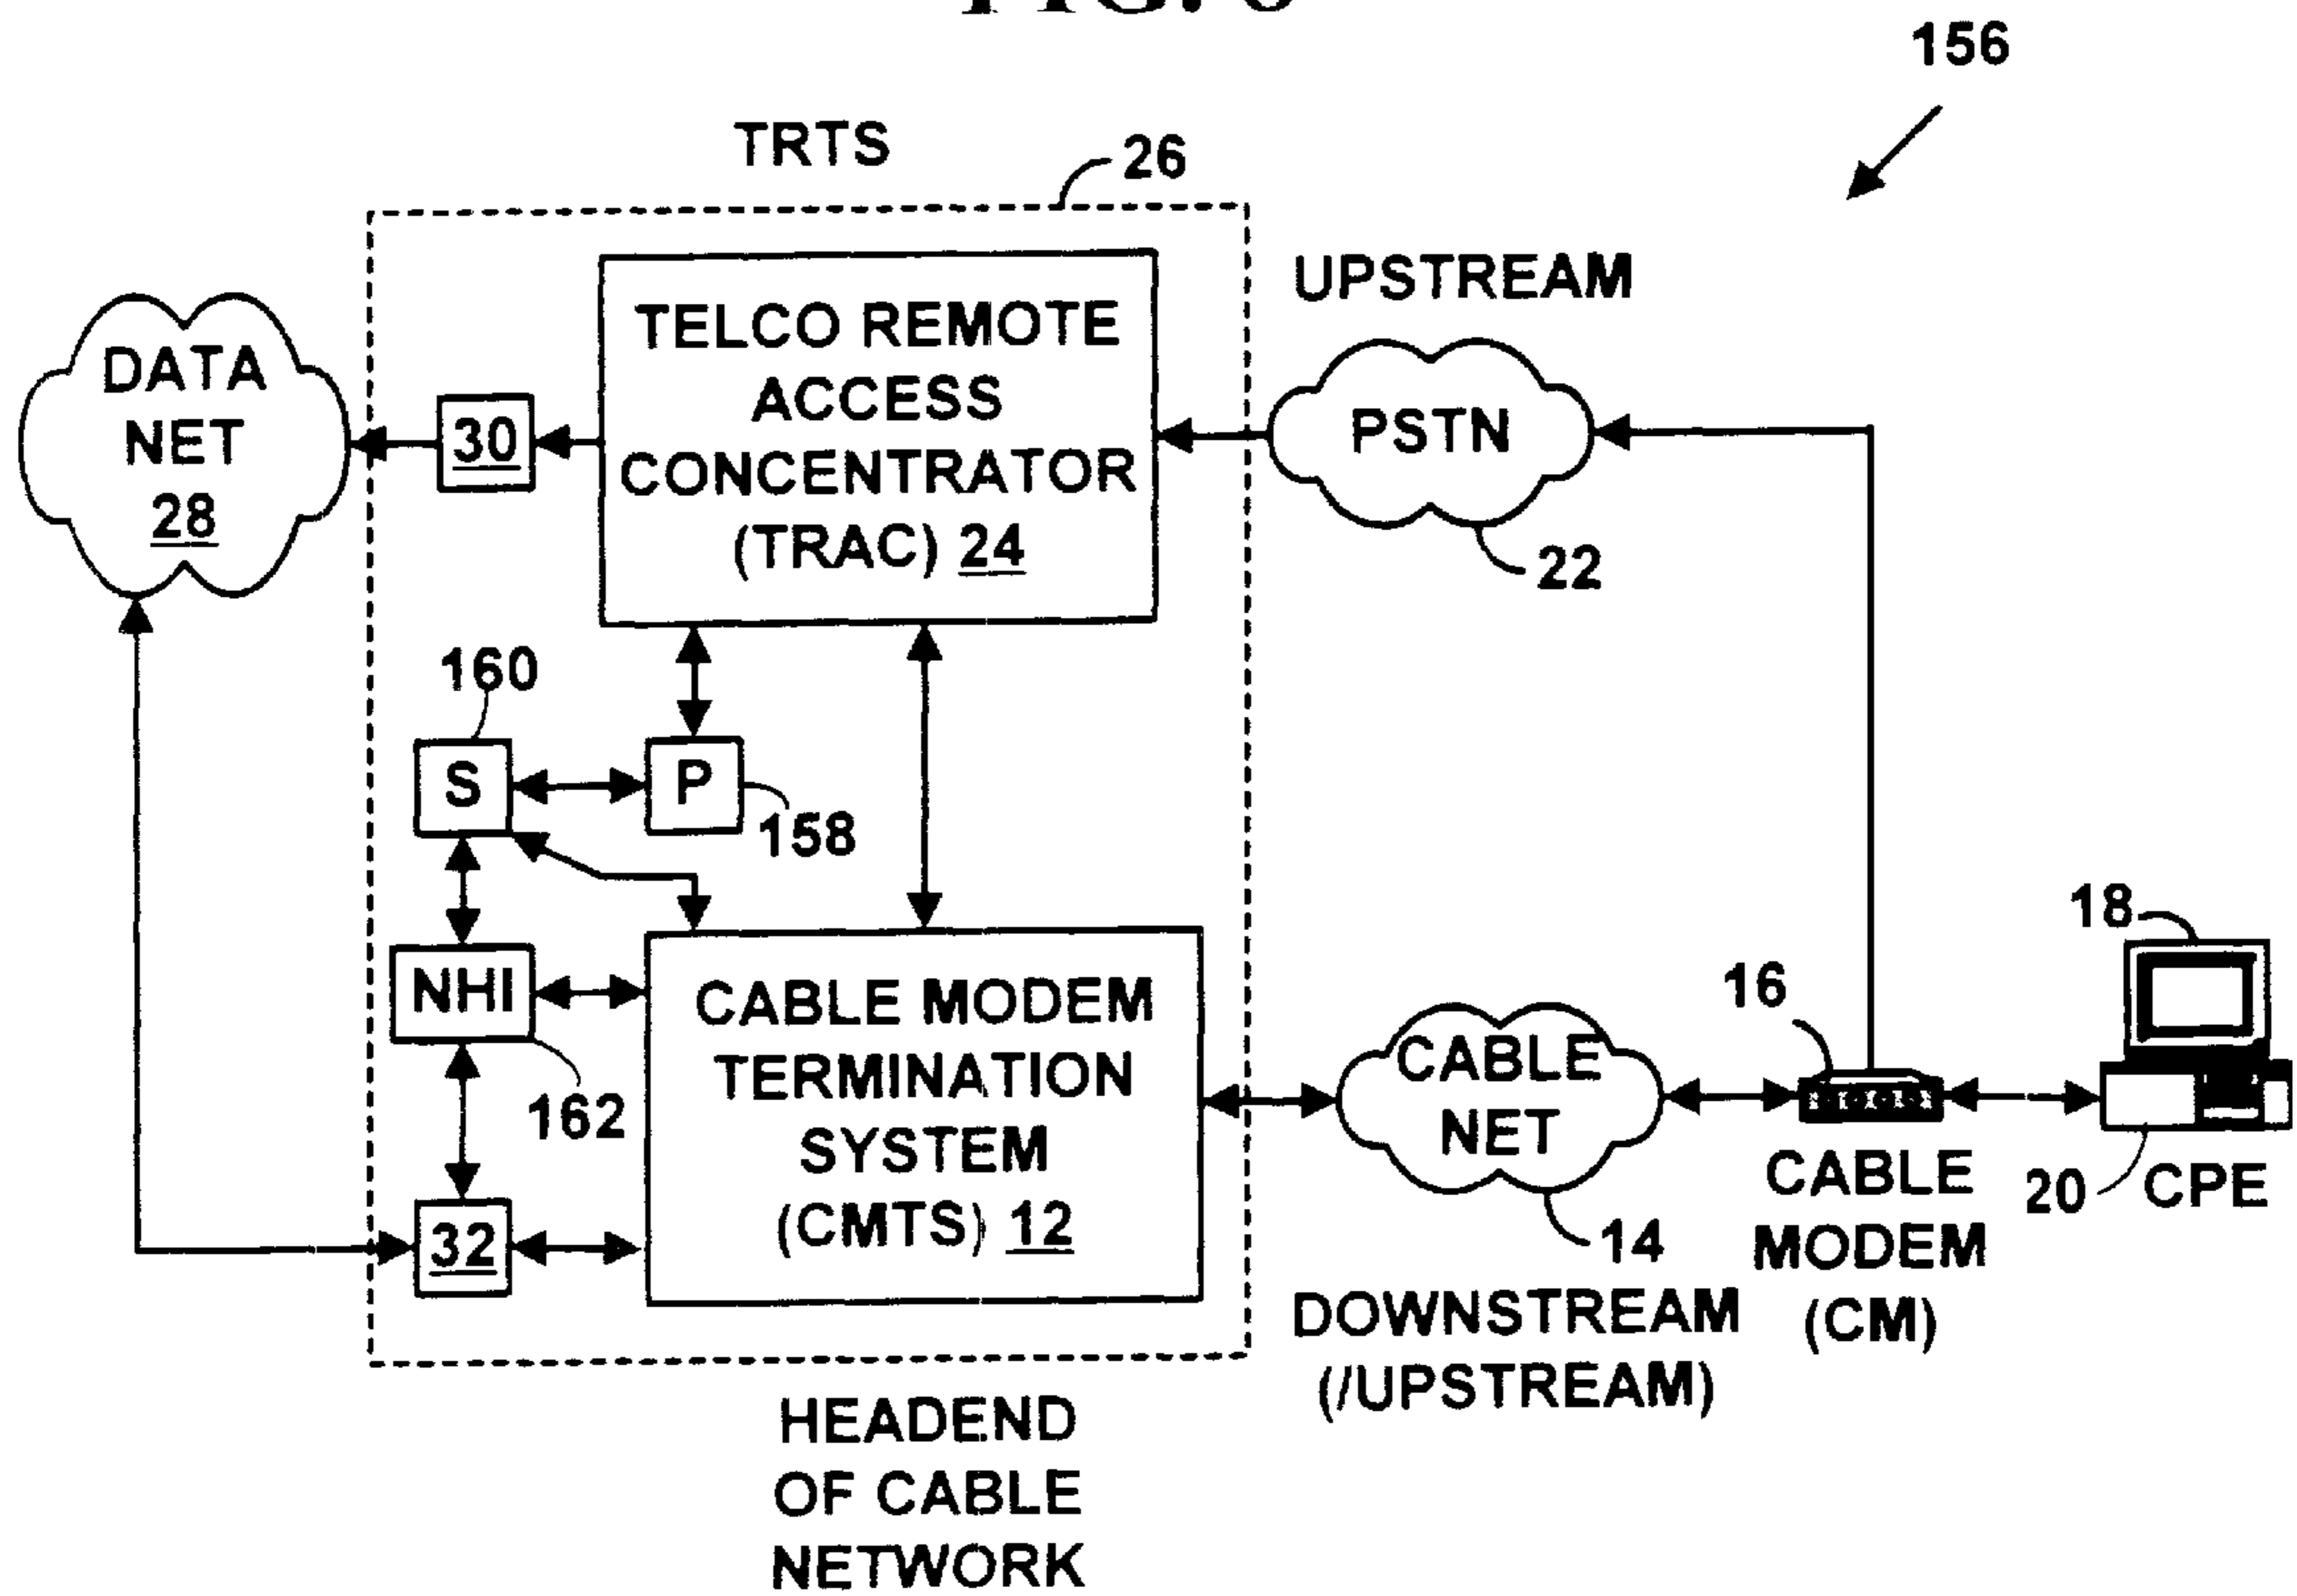 156
TRTS
26
UPSTREAM
TELCO REMOTE
ACCESS
CONCENTRATOR
(TRAC) 24
DATA
NET
28
30
PSTN
22
160
S
P
158
NHI
162
32
CABLE MODEM
TERMINATION
SYSTEM
(CMTS) 12
CABLE
NET
14
16
18
20
CPE
CABLE
MODEM
(CM)
DOWNSTREAM
(/UPSTREAM)
HEADEND
OF CABLE
NETWORK